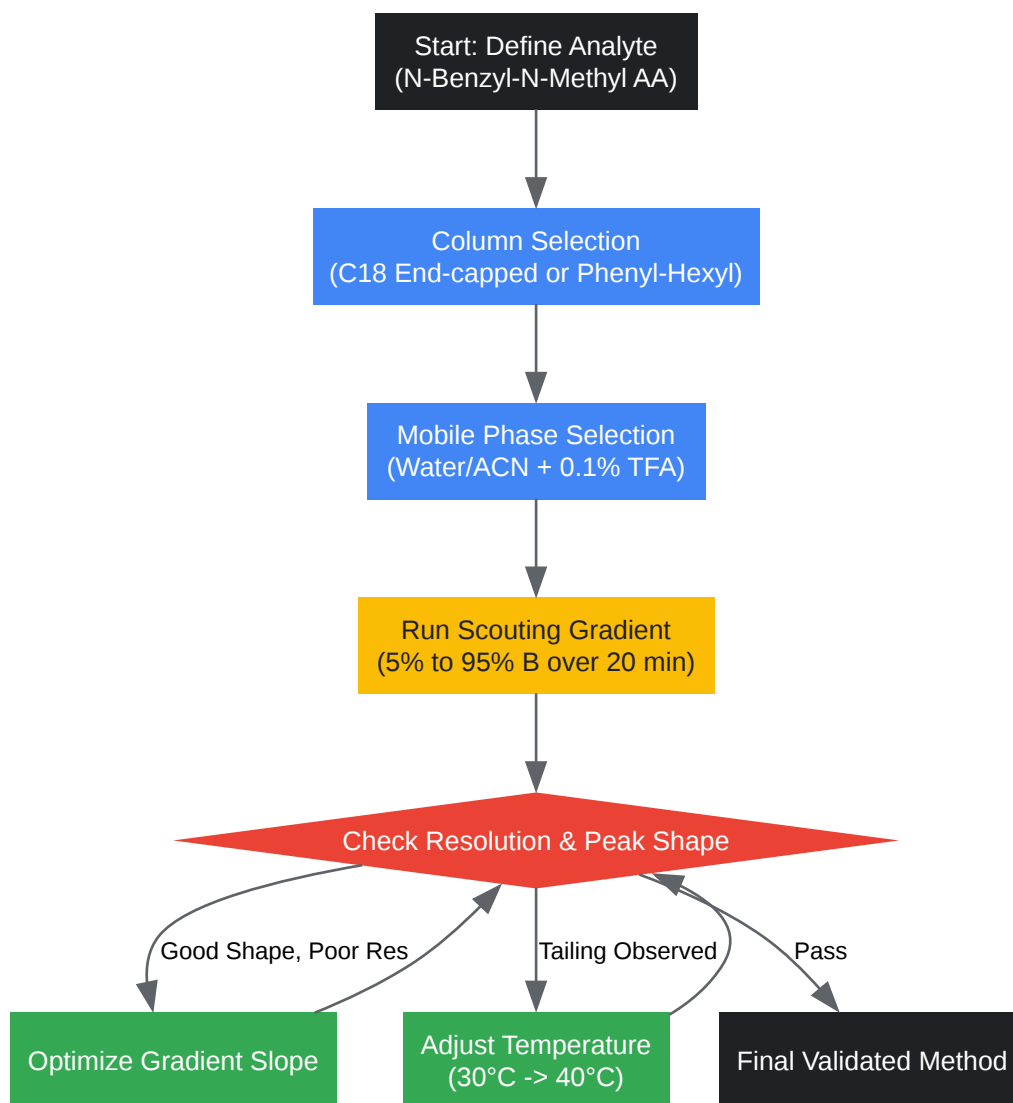 Start: Define Analyte
(N-Benzyl-N-Methyl AA)
Column Selection
(C18 End-capped or Phenyl-Hexyl)
Mobile Phase Selection
(Water/ACN + 0.1% TFA)
Run Scouting Gradient
(5% to 95% B over 20 min)
Check Resolution & Peak Shape
Good Shape, Poor Res
Tailing Observed
Pass
Optimize Gradient Slope
Adjust Temperature
(30°C -> 40°C)
Final Validated Method